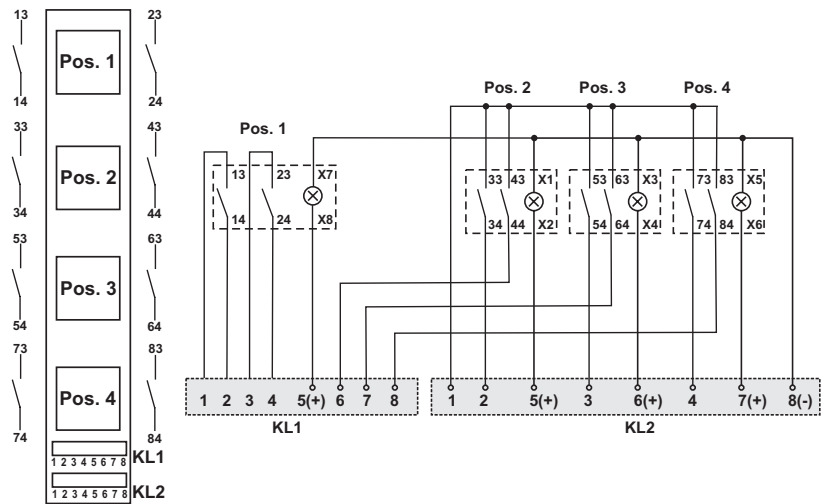 13 23
Pos. 1
14 24
33 43
Pos. 2
34 44
53 63
Pos. 3
54 64
73 83
Pos. 4
74 84
1 2 3 4 5 6 7 8 KL1
1 2 3 4 5 6 7 8 KL2
Pos. 2 Pos. 3 Pos. 4
Pos. 1
13 23 X7
14 24 X8
33 43 X1 53 63 X3 73 83 X5
34 44 X2 54 64 X4 74 84 X6
1 2 3 4 5(+) 6 7 8
KL1
1 2 5(+) 3 6(+) 4 7(+) 8(-)
KL2